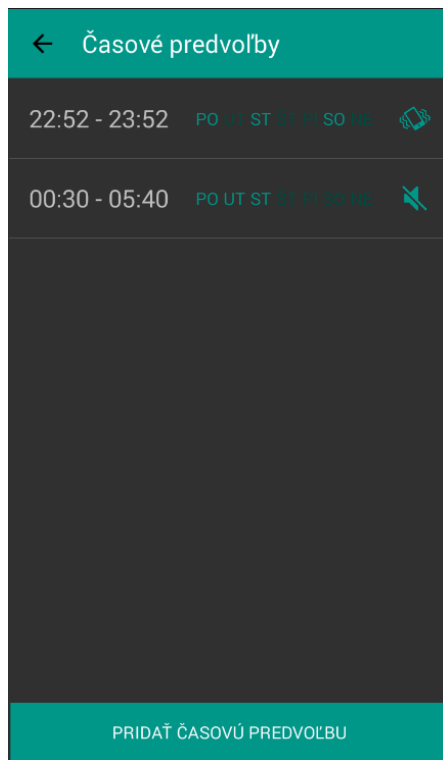 Časové predvoľby
22:52 - 23:52 PO UT ST ŠT PI SO NE
00:30 - 05:40 PO UT ST ŠT PI SO NE
PRIDAŤ ČASOVÚ PREDVOĽBU